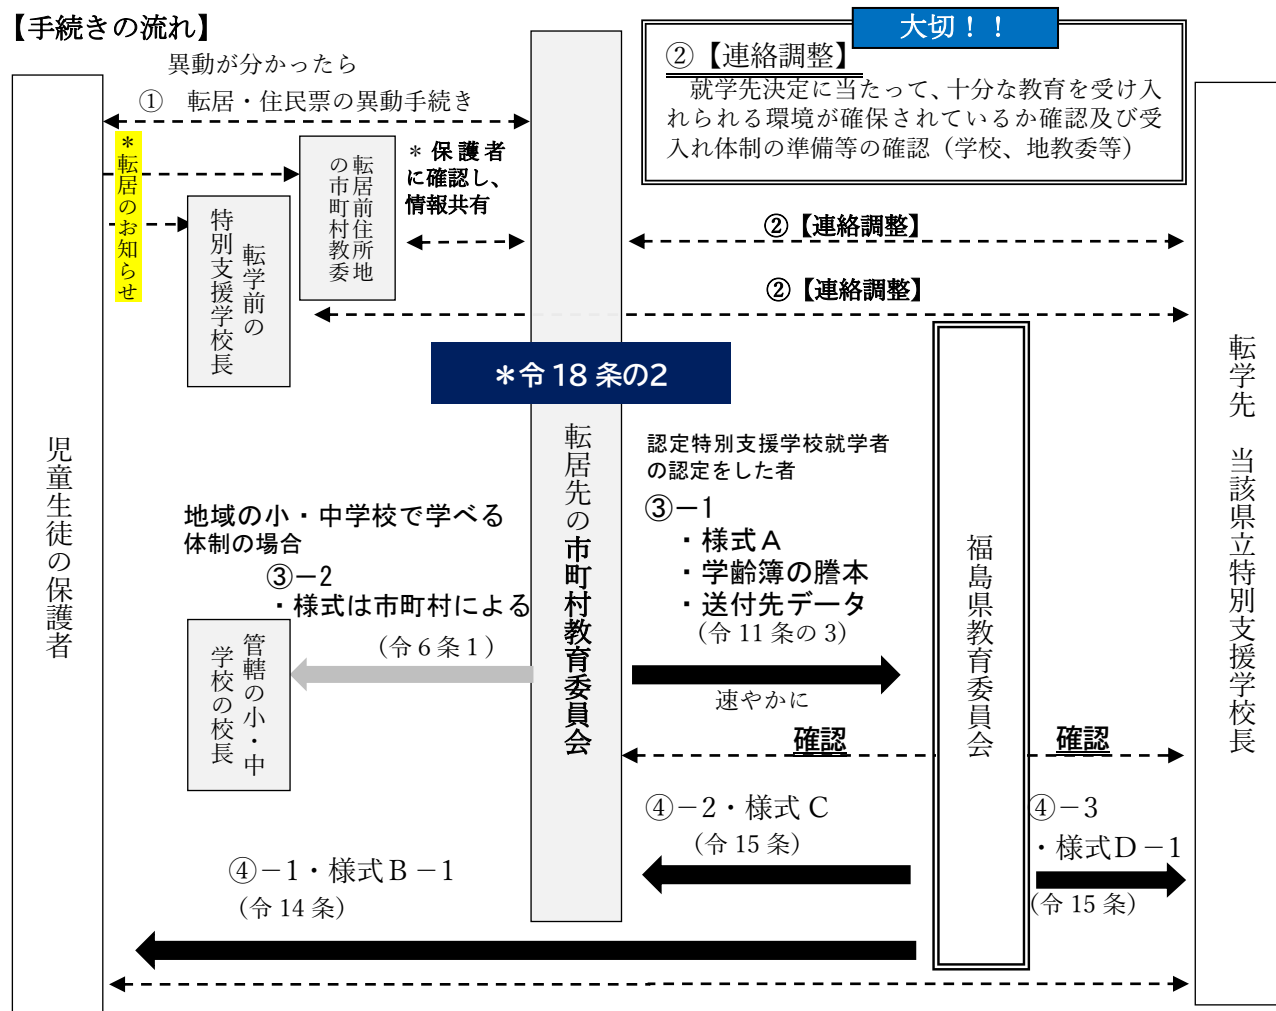 【手続きの流れ】
異動が分かったら
① 転居・住民票の異動手続き
大切！！
②【連絡調整】
就学先決定に当たって、十分な教育を受け入
れられる環境が確保されているか確認及び受
入れ体制の準備等の確認（学校、地教委等）
＊転居のお知らせ
転居前住所地
の市町村教委
＊保護者
に確認し、
情報共有
転学前の
特別支援学校長
②【連絡調整】
②【連絡調整】
＊令18条の2
児童生徒の保護者
転居先の市町村教育委員会
福島県教育委員会
転学先 当該県立特別支援学校長
認定特別支援学校就学者
の認定をした者
③－1
・様式A
・学齢簿の謄本
・送付先データ
（令11条の3）
速やかに
地域の小・中学校で学べる
体制の場合
③－2
・様式は市町村による
（令6条1）
管轄の小・中
学校の校長
確認
確認
④－2・様式C
（令15条）
④－3
・様式D－1
（令15条）
④－1・様式B－1
（令14条）